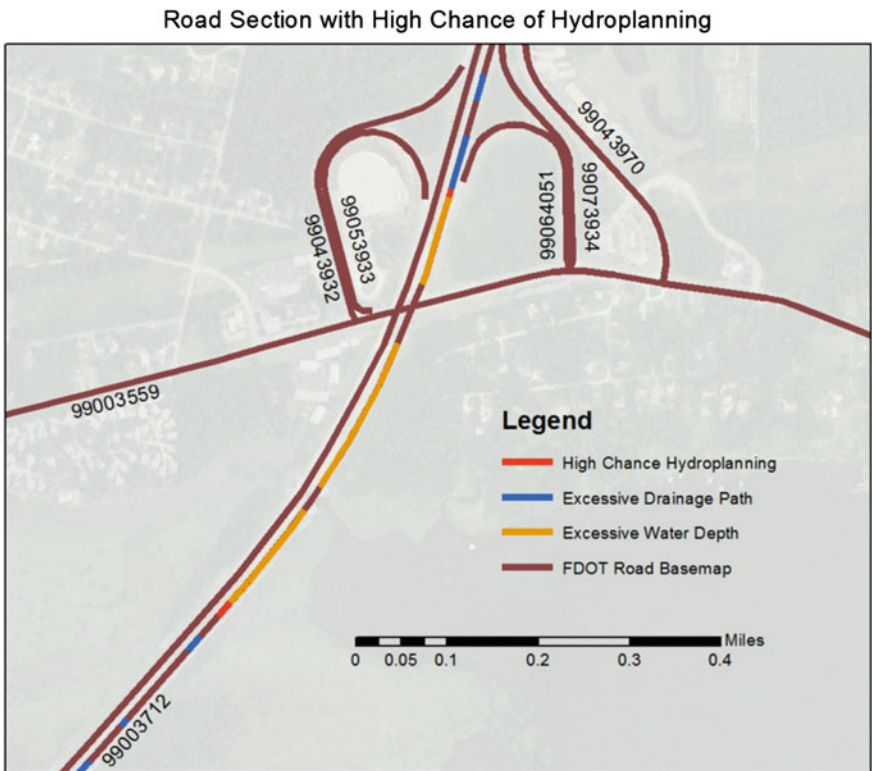 Road Section with High Chance of Hydroplanning
99043970
99073934
99064051
99053933
99043932
99003559
Legend
High Chance Hydroplanning
Excessive Drainage Path
Excessive Water Depth
FDOT Road Basemap
Miles
0 0.05 0.1 0.2 0.3 0.4
99003712